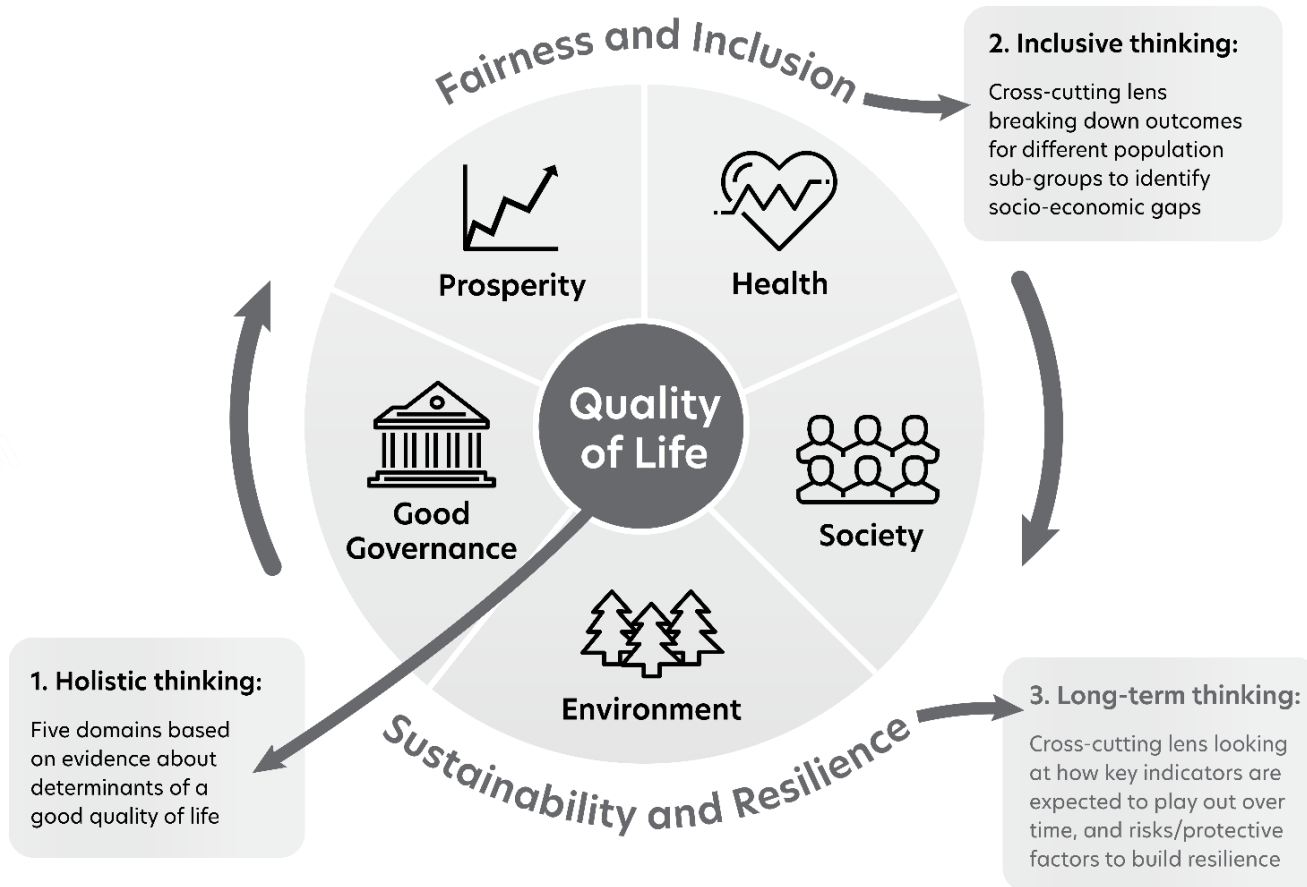 Fairness and Inclusion
2. Inclusive thinking:
Cross-cutting lens
breaking down outcomes
for different population
sub-groups to identify
socio-economic gaps
Prosperity
Health
Quality
of Life
Good
Governance
Society
Environment
1. Holistic thinking:
Five domains based
on evidence about
determinants of a
good quality of life
Sustainability and Resilience
3. Long-term thinking:
Cross-cutting lens looking
at how key indicators are
expected to play out over
time, and risks/protective
factors to build resilience